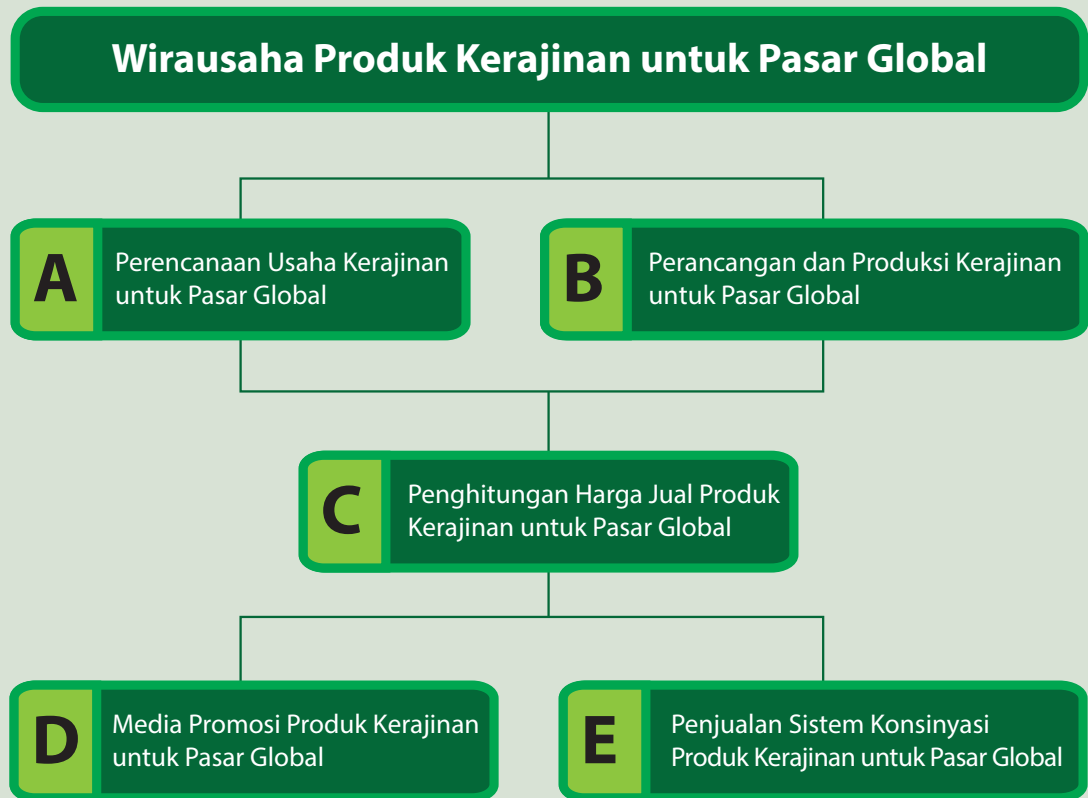 Wirausaha Produk Kerajinan untuk Pasar Global
A
Perencanaan Usaha Kerajinan
untuk Pasar Global
B
Perancangan dan Produksi Kerajinan
untuk Pasar Global
C
Penghitungan Harga Jual Produk
Kerajinan untuk Pasar Global
D
Media Promosi Produk Kerajinan
untuk Pasar Global
E
Penjualan Sistem Konsinyasi
Produk Kerajinan untuk Pasar Global